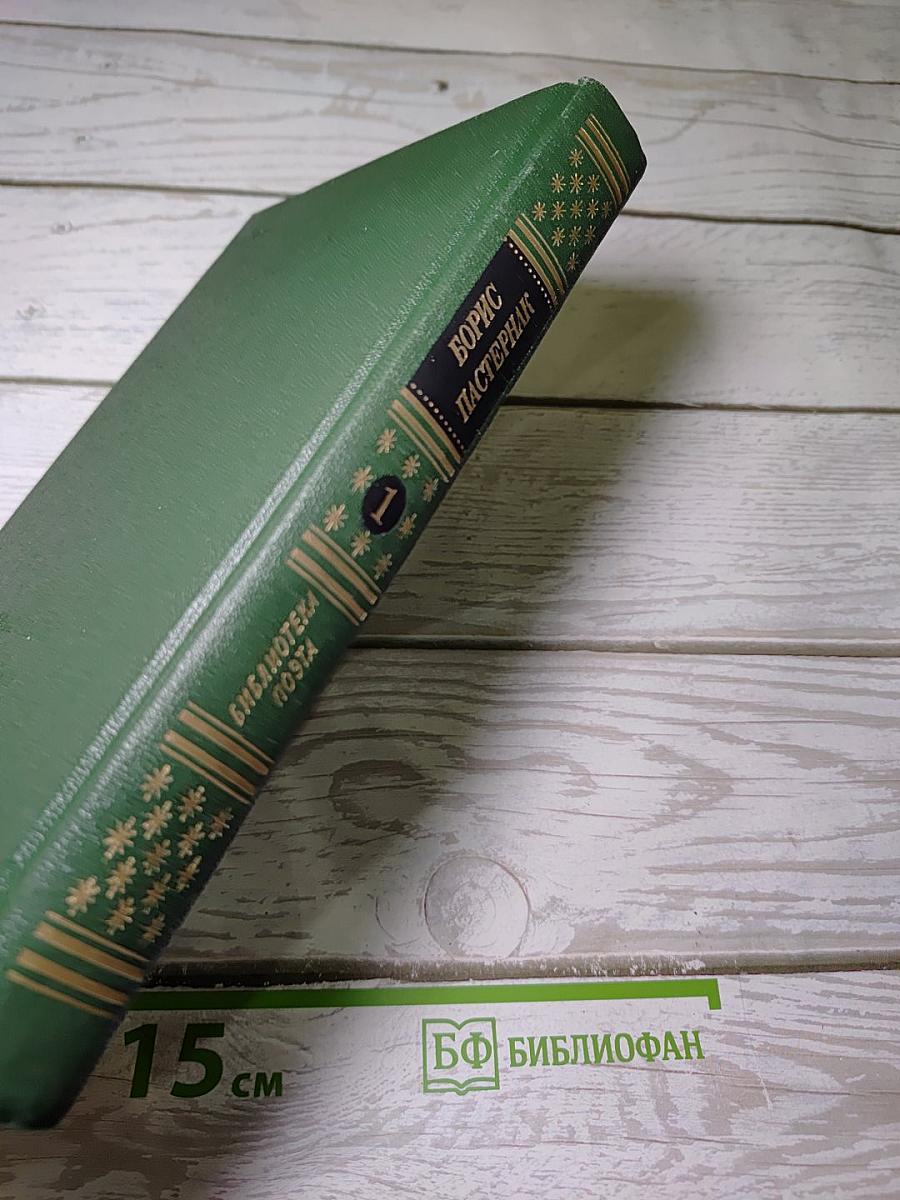 БОРИС
ПАСТЕРНАК
1
БИБЛИОТЕКА
ПОЭТА
15 см
БФ БИБЛИОФАН